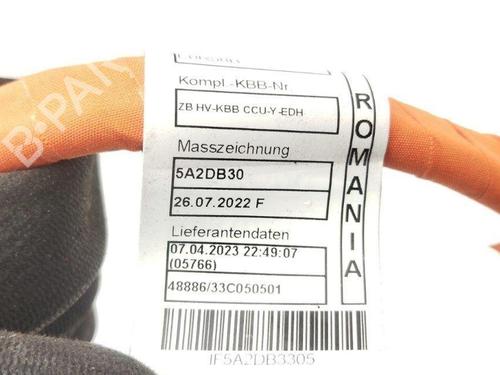 Kompl.-KBB-Nr
ZB HV-KBB CCU-Y-EDH
Masszeichnung
5A2DB30
26.07.2022 F
Lieferantendaten
07.04.2023 22:49:07
(05766)
48886/33C050501
ROMANIA
IF5A2DB3305
B-PARTS